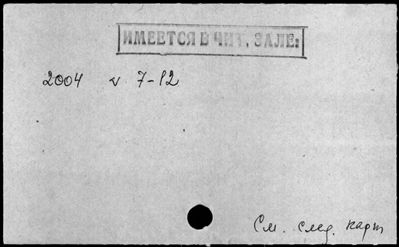 ИМЕЕТСЯ В ЧИТ. ЗАЛЕ:
2004 v 7-12
См. след. карт